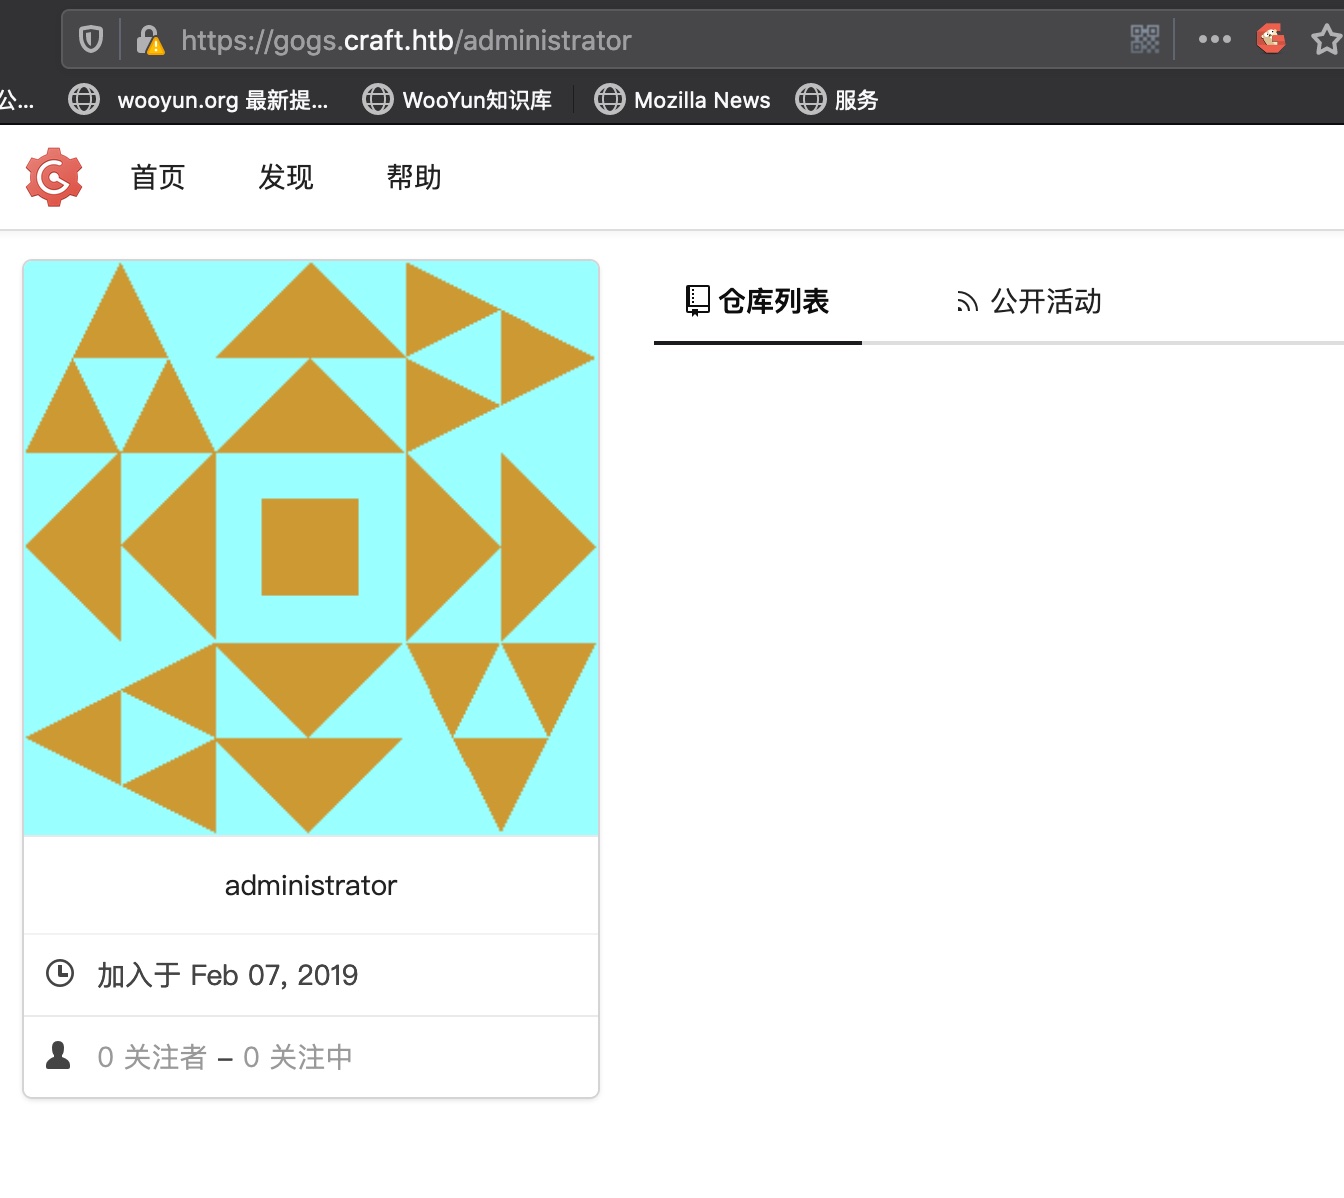 https://gogs.craft.htb/administrator
公... wooyun.org 最新提... WooYun知识库 Mozilla News 服务
首页 发现 帮助
仓库列表 公开活动
administrator
加入于 Feb 07, 2019
0 关注者 – 0 关注中